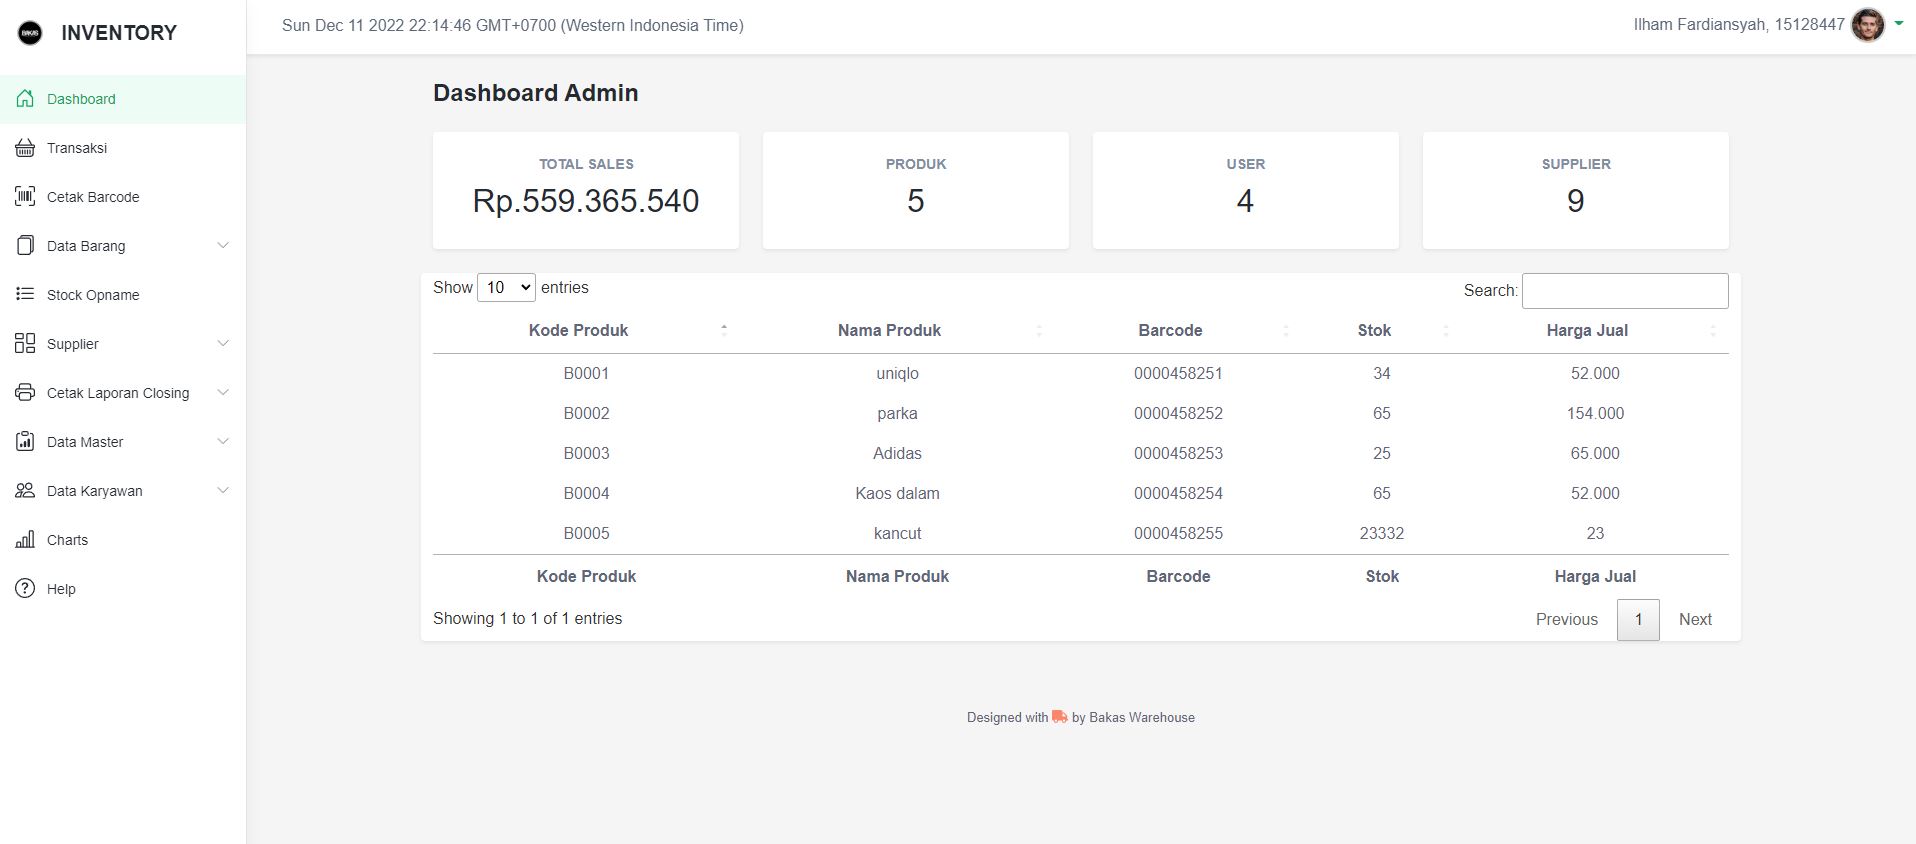 BAKAS INVENTORY
Sun Dec 11 2022 22:14:46 GMT+0700 (Western Indonesia Time)
Ilham Fardiansyah, 15128447
Dashboard
Transaksi
Cetak Barcode
Data Barang
Stock Opname
Supplier
Cetak Laporan Closing
Data Master
Data Karyawan
Charts
Help
Dashboard Admin
TOTAL SALES
Rp.559.365.540
PRODUK
5
USER
4
SUPPLIER
9
Show 10 entries
Search:
Kode Produk Nama Produk Barcode Stok Harga Jual
B0001 uniqlo 0000458251 34 52.000
B0002 parka 0000458252 65 154.000
B0003 Adidas 0000458253 25 65.000
B0004 Kaos dalam 0000458254 65 52.000
B0005 kancut 0000458255 23332 23
Kode Produk Nama Produk Barcode Stok Harga Jual
Showing 1 to 1 of 1 entries
Previous 1 Next
Designed with by Bakas Warehouse